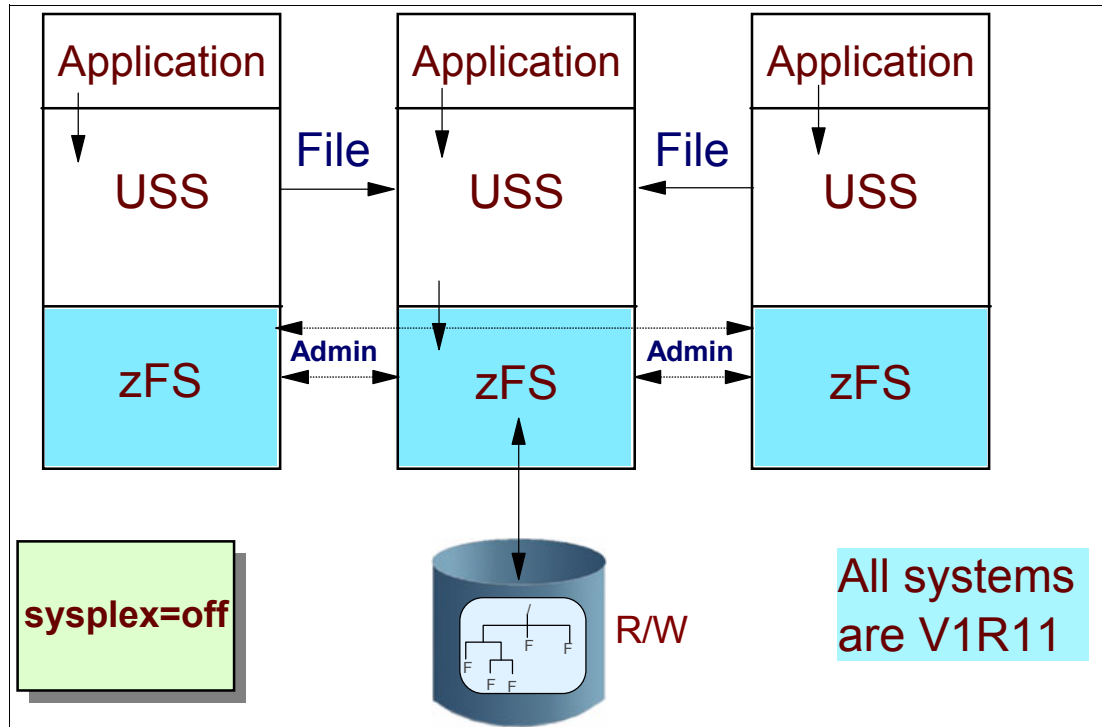 Application
Application
Application
File
File
USS
USS
USS
Admin
Admin
zFS
zFS
zFS
sysplex=off
/
F
F
F
F
F
R/W
All systems
are V1R11